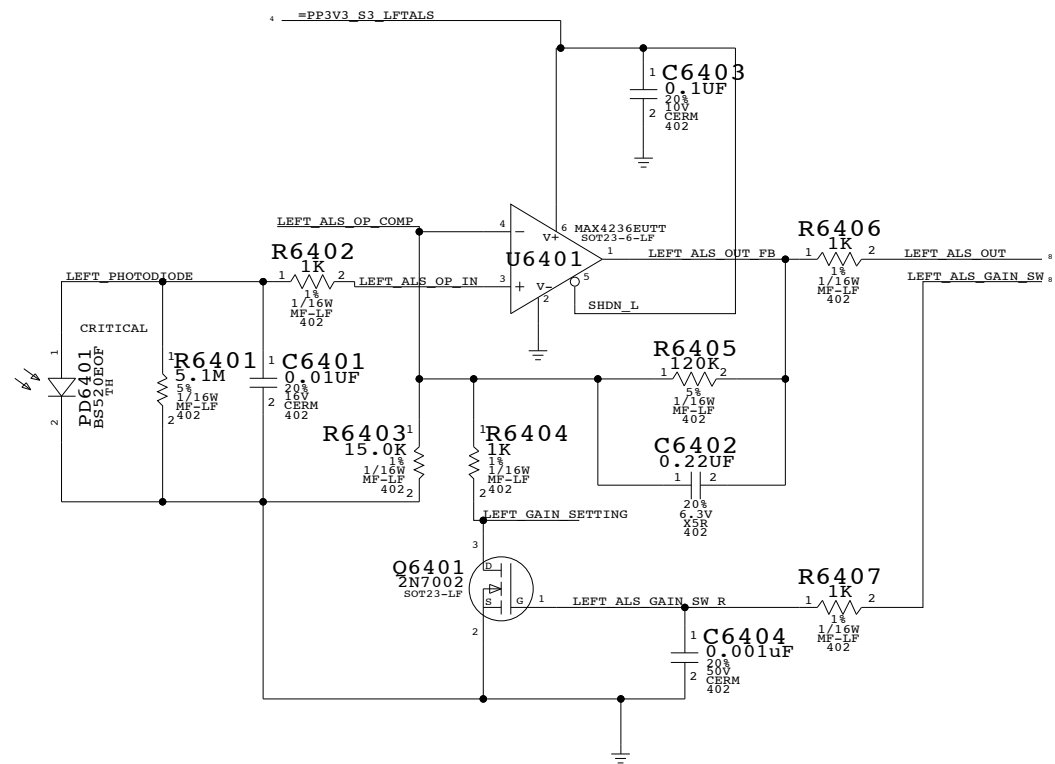 4 =PP3V3_S3_LFTALS
1 C6403
0.1UF
20%
10V
2 CERM
402
LEFT_ALS_OP_COMP
4
6 MAX4236EUTT
SOT23-6-LF
V+
U6401
1 LEFT_ALS_OUT_FB
R6406
1K
1 2
1%
1/16W
MF-LF
402
LEFT_ALS_OUT 8
LEFT_ALS_GAIN_SW 8
R6402
1K
1 2
1%
1/16W
MF-LF
402
LEFT_ALS_OP_IN 3
V-
2
5
SHDN_L
LEFT_PHOTODIODE
CRITICAL
1
PD6401
BS520EOF
TH
2
1 R6401
5.1M
5%
1/16W
MF-LF
2 402
1 C6401
0.01UF
20%
2 16V
CERM
402
R6403 1
15.0K
1%
1/16W
MF-LF
402 2
1 R6404
1K
1%
1/16W
MF-LF
2 402
R6405
120K
1 2
5%
1/16W
MF-LF
402
C6402
0.22UF
1 2
20%
6.3V
X5R
402
LEFT_GAIN_SETTING
3
Q6401
2N7002
SOT23-LF
D
S G
1 LEFT_ALS_GAIN_SW_R
2
R6407
1K
1 2
1%
1/16W
MF-LF
402
1 C6404
0.001uF
20%
50V
2 CERM
402